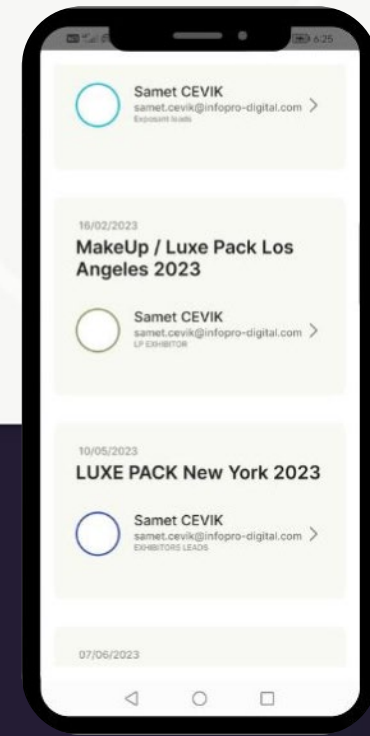 6:25
Samet CEVIK
samet.cevik@infopro-digital.com
Exposant leads
16/02/2023
MakeUp / Luxe Pack Los
Angeles 2023
Samet CEVIK
samet.cevik@infopro-digital.com
LP EXHIBITOR
10/05/2023
LUXE PACK New York 2023
Samet CEVIK
samet.cevik@infopro-digital.com
EXHIBITORS LEADS
07/06/2023